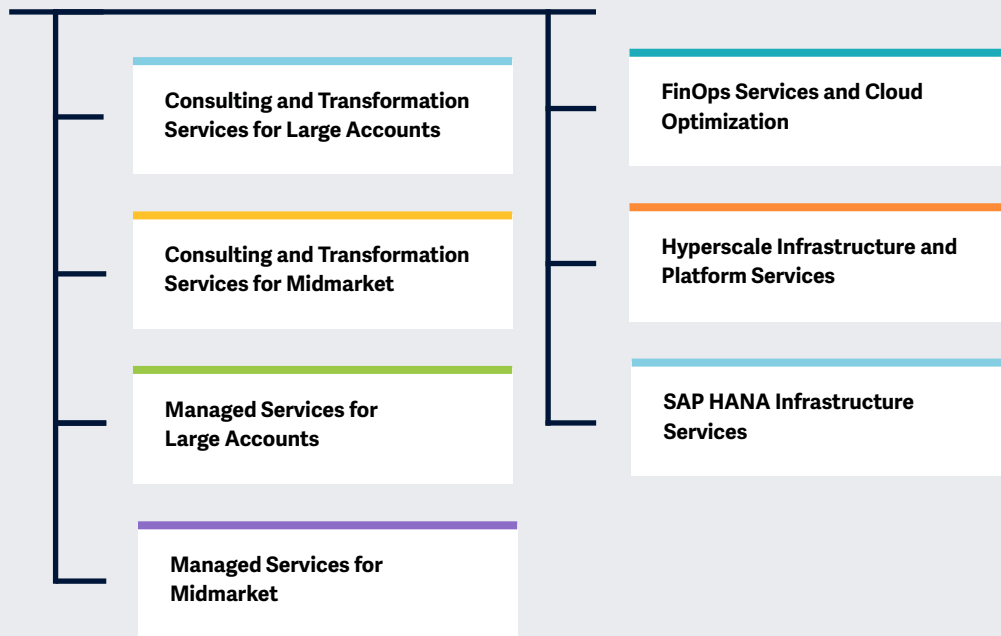 Consulting and Transformation
Services for Large Accounts
Consulting and Transformation
Services for Midmarket
Managed Services for
Large Accounts
Managed Services for
Midmarket
FinOps Services and Cloud
Optimization
Hyperscale Infrastructure and
Platform Services
SAP HANA Infrastructure
Services